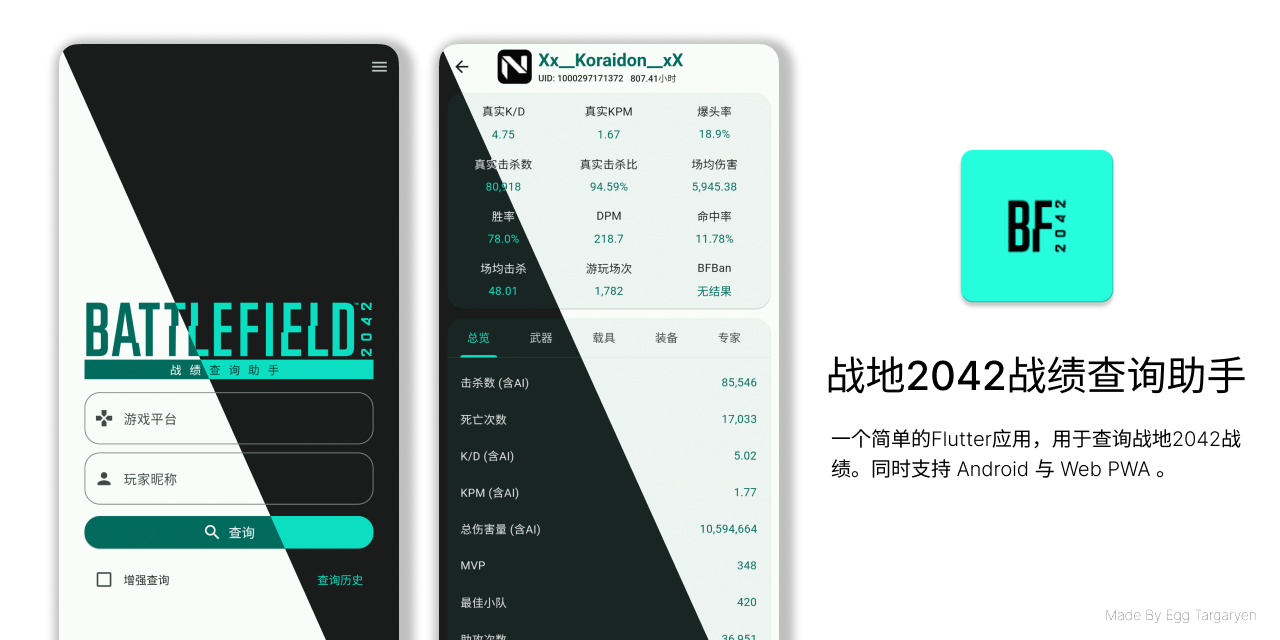 BATTLEFIELD™ 2042
战绩查询助手
游戏平台
玩家昵称
查询
增强查询
查询历史
Xx__Koraidon__xX
UID: 1000297171372 807.41小时
真实K/D 真实KPM 爆头率
4.75 1.67 18.9%
真实击杀数 真实击杀比 场均伤害
80,918 94.59% 5,945.38
胜率 DPM 命中率
78.0% 218.7 11.78%
场均击杀 游玩场次 BFBan
48.01 1,782 无结果
总览 武器 载具 装备 专家
击杀数 (含AI) 85,546
死亡次数 17,033
K/D (含AI) 5.02
KPM (含AI) 1.77
总伤害量 (含AI) 10,594,664
MVP 348
最佳小队 420
助攻次数 36,951
BF 2042
战地2042战绩查询助手
一个简单的Flutter应用，用于查询战地2042战
绩。同时支持 Android 与 Web PWA 。
Made By Egg Targaryen